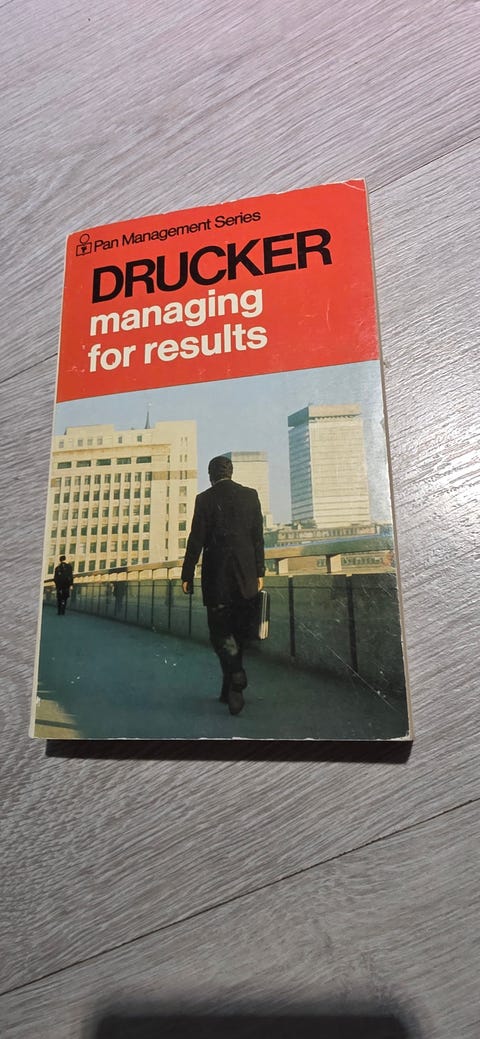 Pan Management Series
DRUCKER
managing
for results